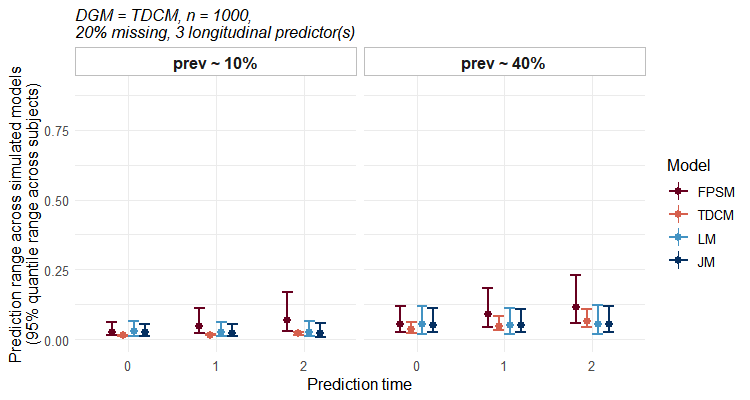 DGM = TDCM, n = 1000,
20% missing, 3 longitudinal predictor(s)
prev ~ 10%
prev ~ 40%
Prediction range across simulated models
(95% quantile range across subjects)
0.75
0.50
0.25
0.00
0
1
2
0
1
2
Prediction time
Model
FPSM
TDCM
LM
JM